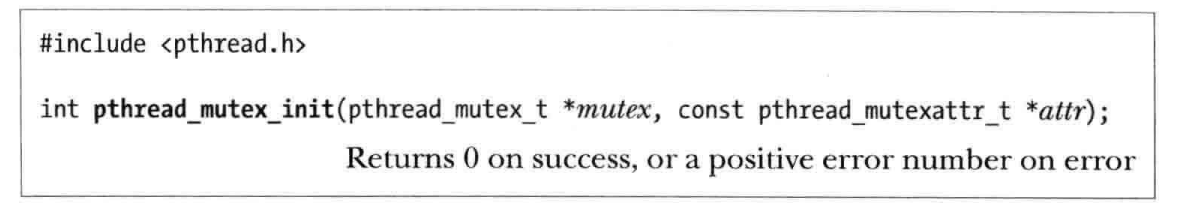 #include <pthread.h>
int pthread_mutex_init(pthread_mutex_t *mutex, const pthread_mutexattr_t *attr);
Returns 0 on success, or a positive error number on error